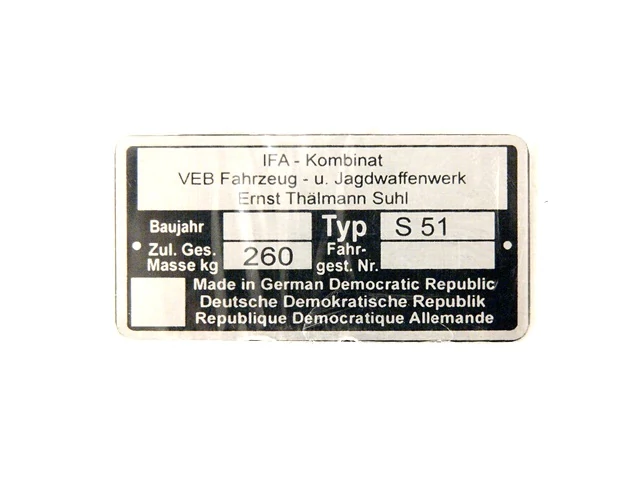 IFA - Kombinat
VEB Fahrzeug - u. Jagdwaffenwerk
Ernst Thälmann Suhl
Baujahr Typ S 51
Zul. Ges. Masse kg 260 Fahr- gest. Nr.
Made in German Democratic Republic
Deutsche Demokratische Republik
Republique Democratique Allemande